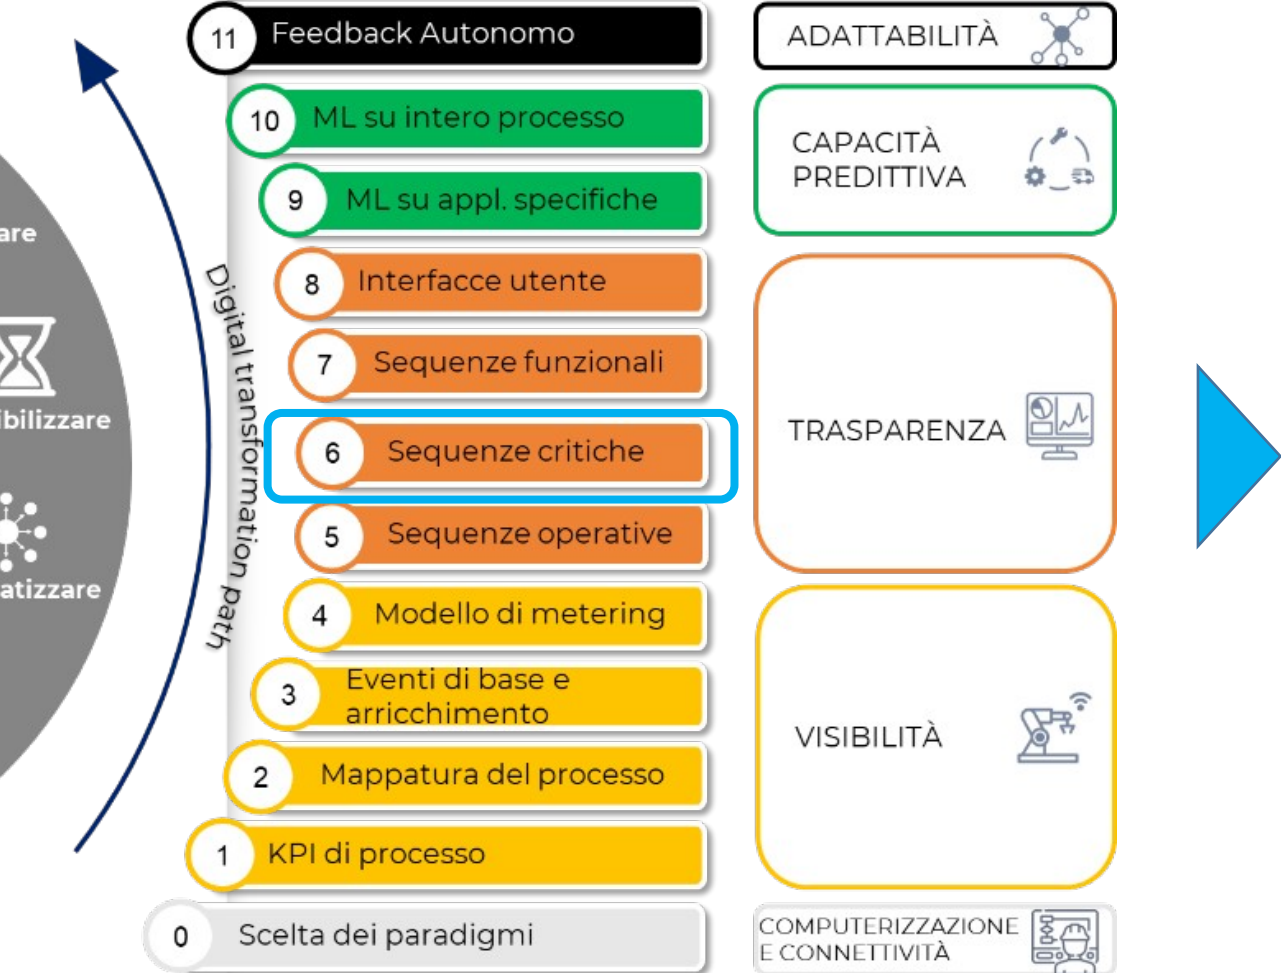 are
ibilizzare
atizzare
Digital transformation path
11 Feedback Autonomo
10 ML su intero processo
9 ML su appl. specifiche
8 Interfacce utente
7 Sequenze funzionali
6 Sequenze critiche
5 Sequenze operative
4 Modello di metering
3 Eventi di base e
arricchimento
2 Mappatura del processo
1 KPI di processo
0 Scelta dei paradigmi
ADATTABILITÀ
CAPACITÀ
PREDITTIVA
TRASPARENZA
VISIBILITÀ
COMPUTERIZZAZIONE
E CONNETTIVITÀ